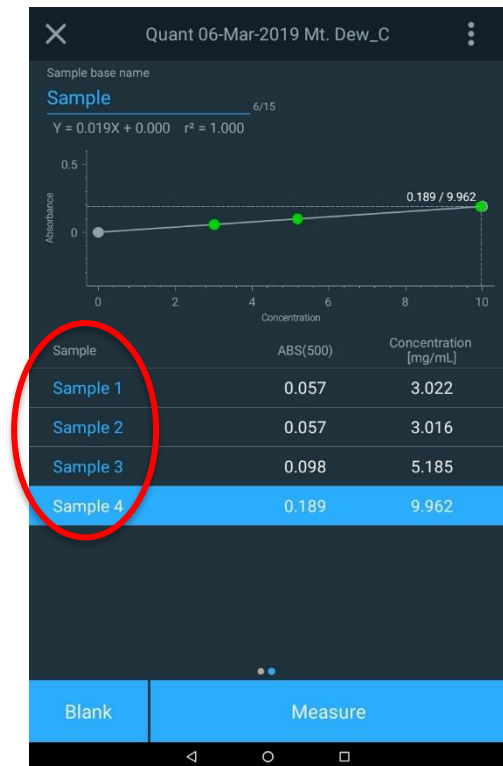 Quant 06-Mar-2019 Mt. Dew_C
Sample base name
Sample 6/15
Y = 0.019X + 0.000 r² = 1.000
0.5
0.189 / 9.962
Absorbance
0
0 2 4 6 8 10
Concentration
Sample ABS(500) Concentration [mg/mL]
Sample 1 0.057 3.022
Sample 2 0.057 3.016
Sample 3 0.098 5.185
Sample 4 0.189 9.962
Blank Measure